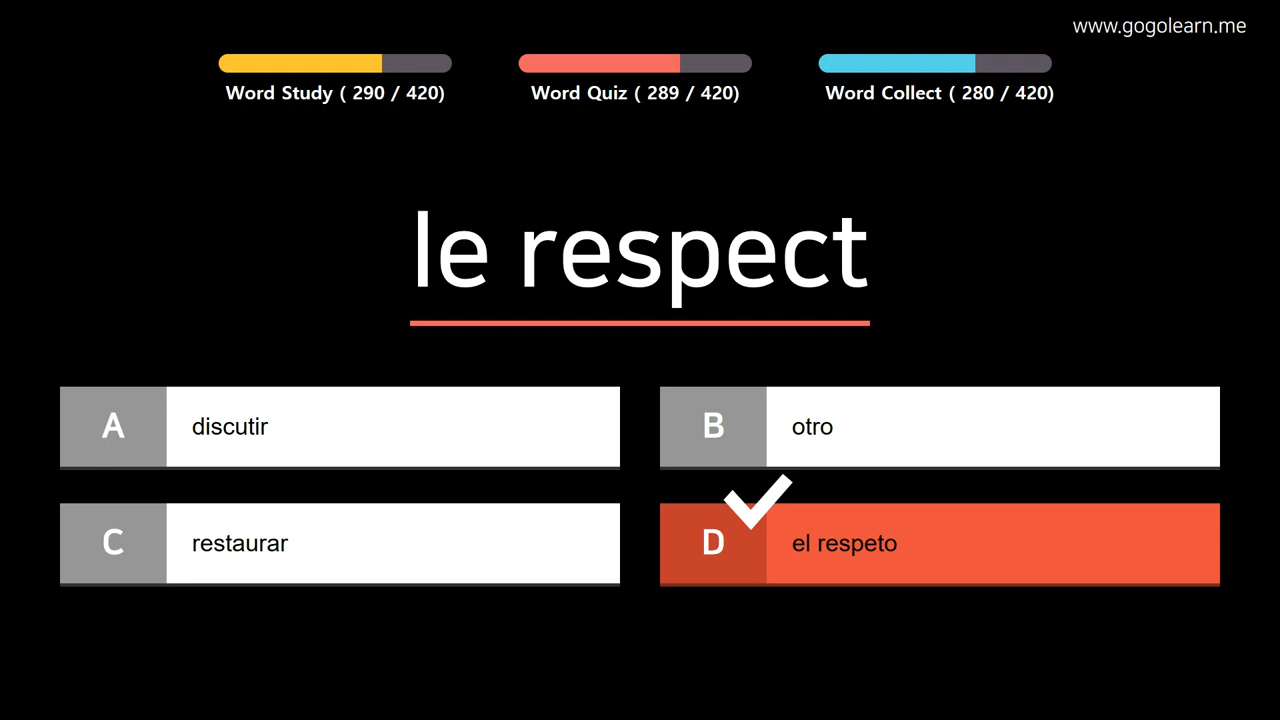 www.gogolearn.me
Word Study ( 290 / 420)
Word Quiz ( 289 / 420)
Word Collect ( 280 / 420)
le respect
A discutir
B otro
C restaurar
D el respeto